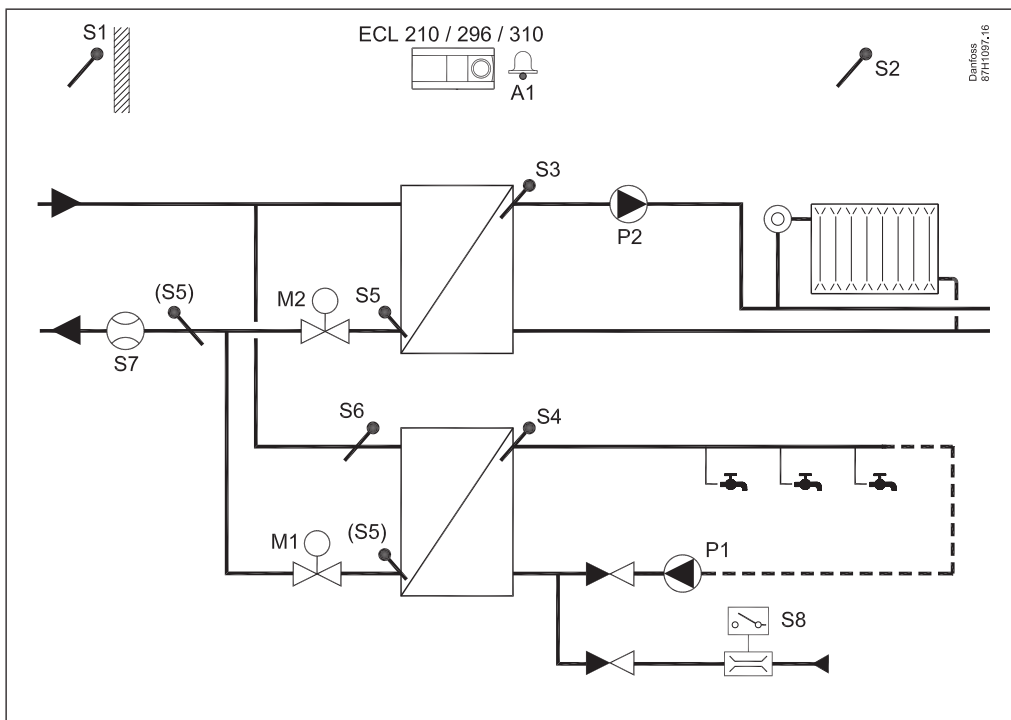 S1
ECL 210 / 296 / 310
A1
S2
Danfoss
87H1097.16
S3
P2
(S5)
M2
S5
S7
S6
S4
M1
(S5)
P1
S8